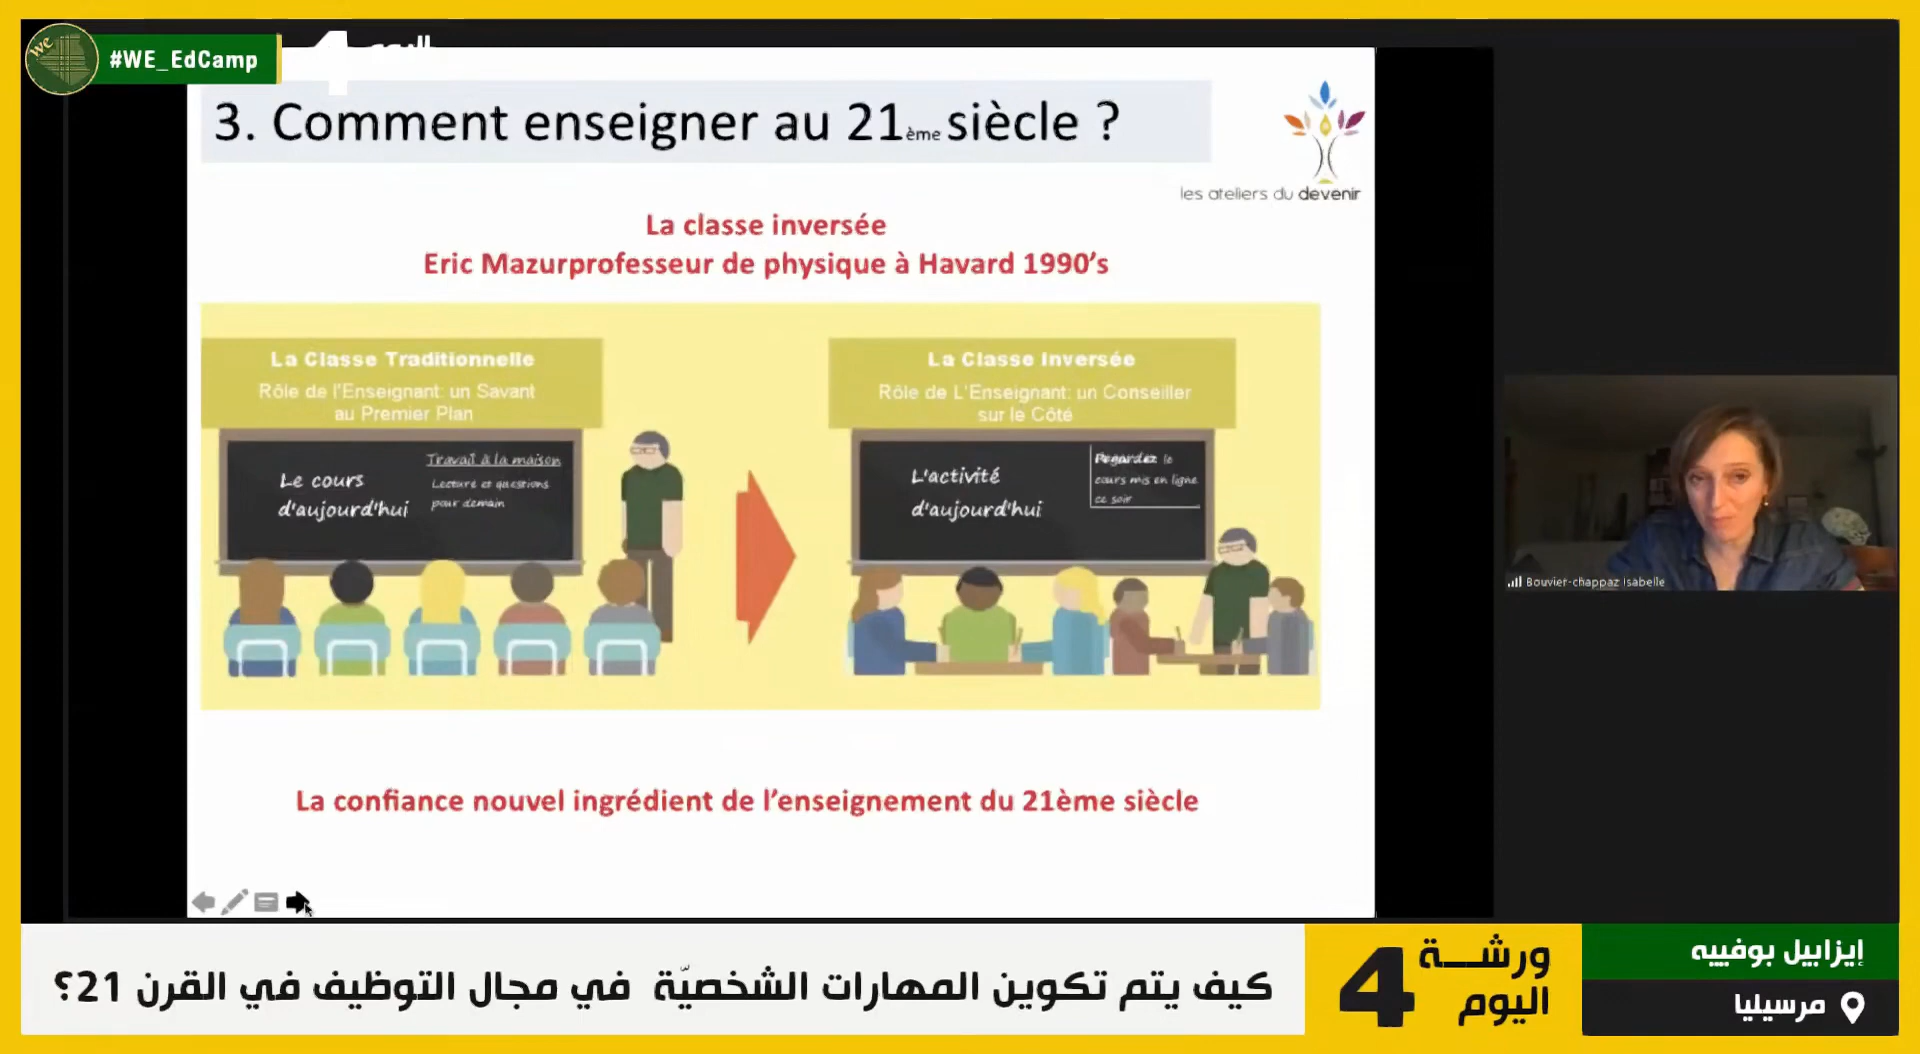 #WE_EdCamp
4
3. Comment enseigner au 21ème siècle ?
les ateliers du devenir
La classe inversée
Eric Mazurprofesseur de physique à Havard 1990's
La Classe Traditionnelle
Rôle de l'Enseignant: un Savant
au Premier Plan
Le cours
d'aujourd'hui
Travail à la maison
Lecture et questions
pour demain
La Classe Inversée
Rôle de L'Enseignant: un Conseiller
sur le Côté
L'activité
d'aujourd'hui
Regardez le
cours mis en ligne
ce soir
La confiance nouvel ingrédient de l'enseignement du 21ème siècle
Bouvier-chappaz Isabelle
كيف يتم تكوين المهارات الشخصيّة في مجال التوظيف في القرن 21؟
ورشـــة
اليوم
4
إيزابيل بوفييه
مرسيليا